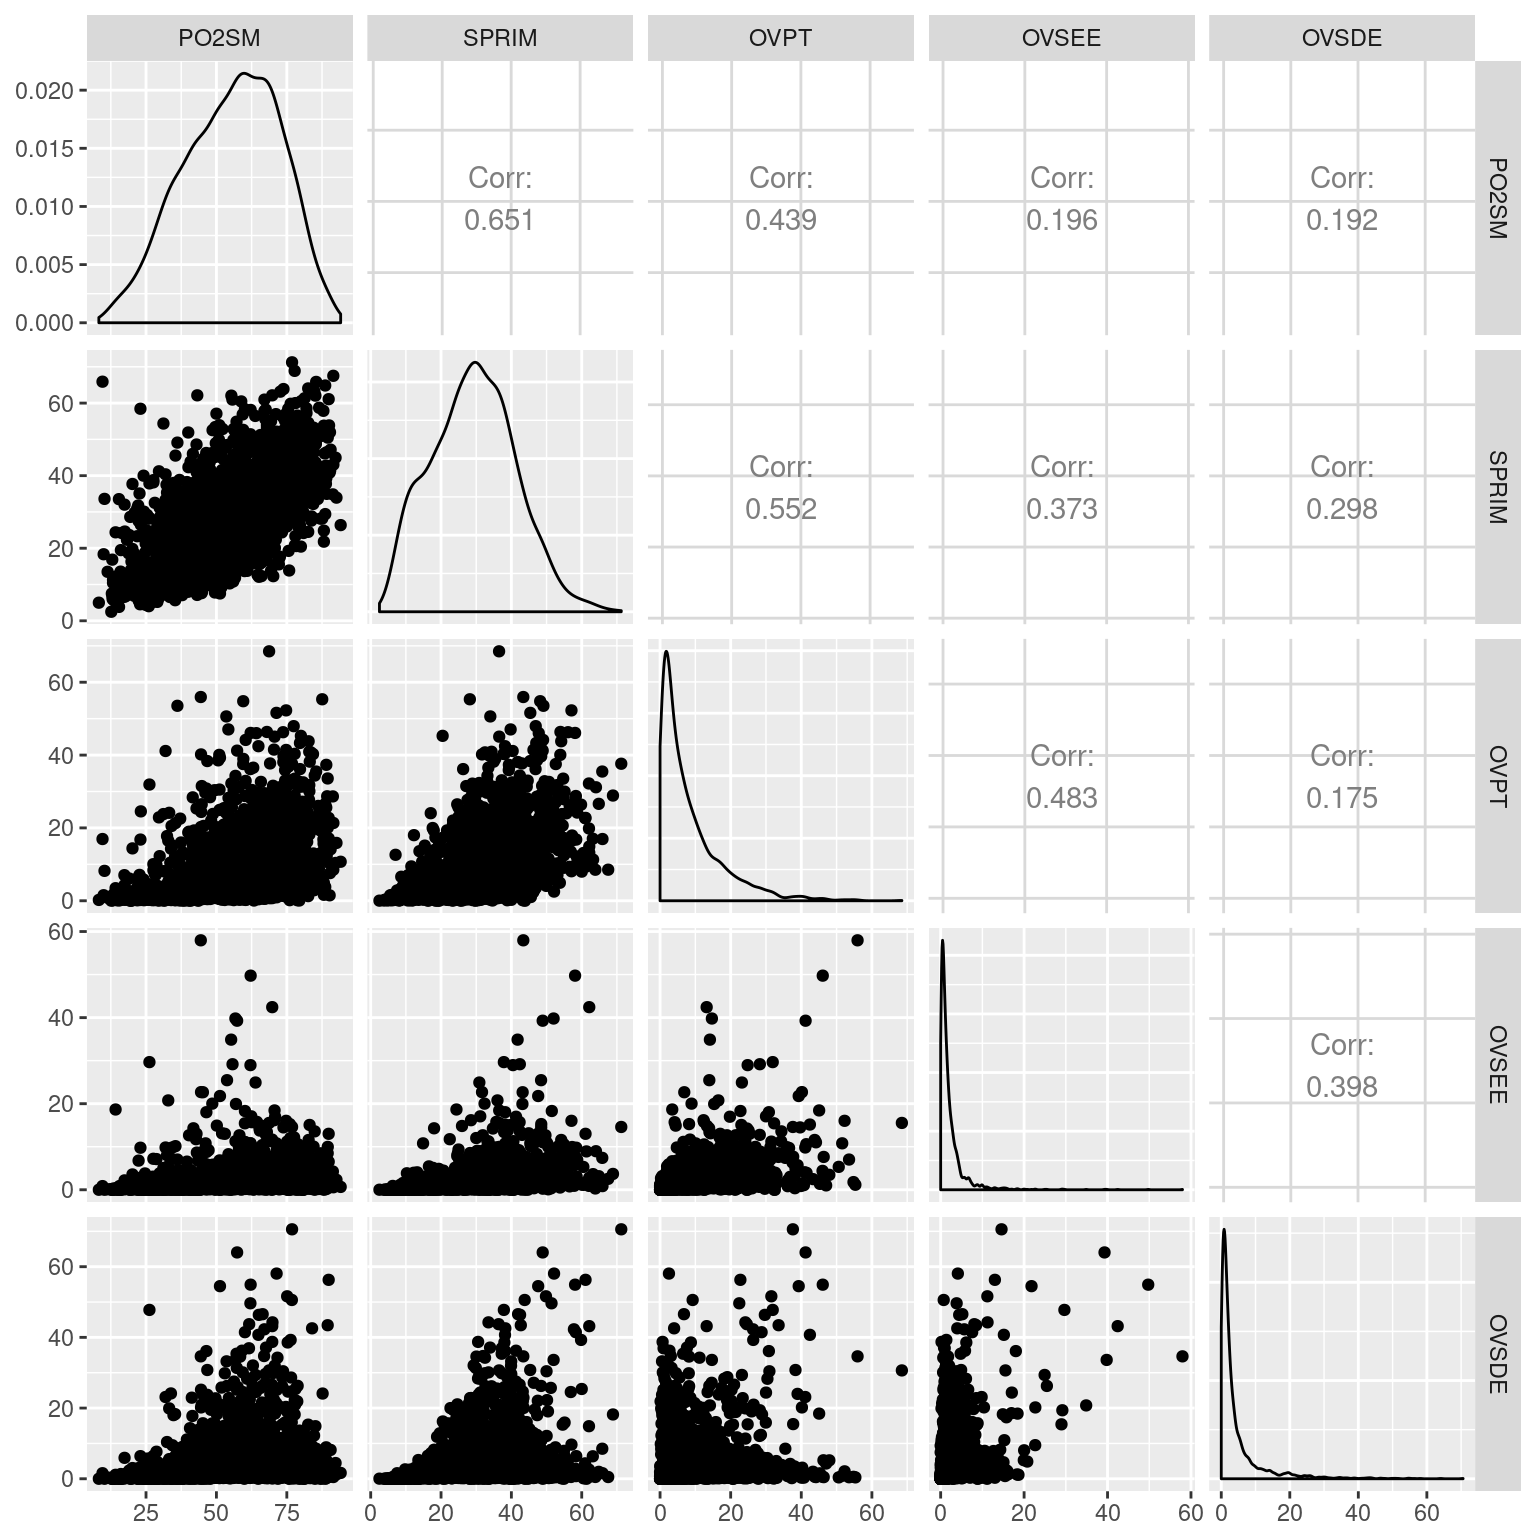 PO2SM SPRIM OVPT OVSEE OVSDE
0.020
0.015
0.010
0.005
0.000
Corr:
0.651
Corr:
0.439
Corr:
0.196
Corr:
0.192
PO2SM
60
40
20
0
Corr:
0.552
Corr:
0.373
Corr:
0.298
SPRIM
60
40
20
0
Corr:
0.483
Corr:
0.175
OVPT
60
40
20
0
Corr:
0.398
OVSEE
60
40
20
0
OVSDE
25 50 75 0 20 40 60 0 20 40 60 0 20 40 60 0 20 40 60